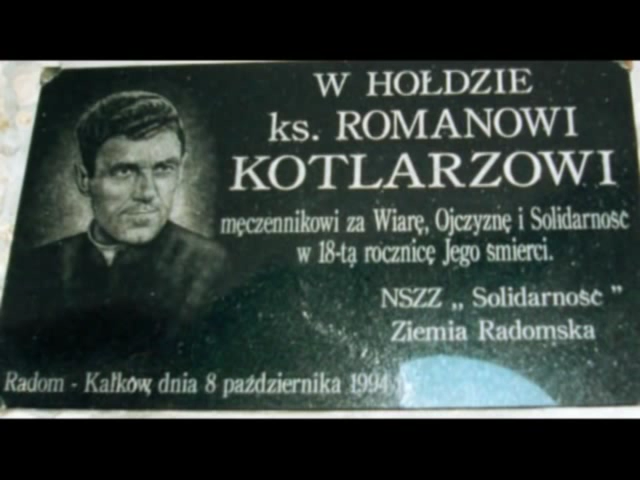 W HOŁDZIE
ks. ROMANOWI
KOTLARZOWI
męczennikowi za Wiarę, Ojczyznę i Solidarność
w 18-tą rocznicę Jego śmierci.
NSZZ „ Solidarność ”
Ziemia Radomska
Radom - Kałków, dnia 8 października 1994 r.